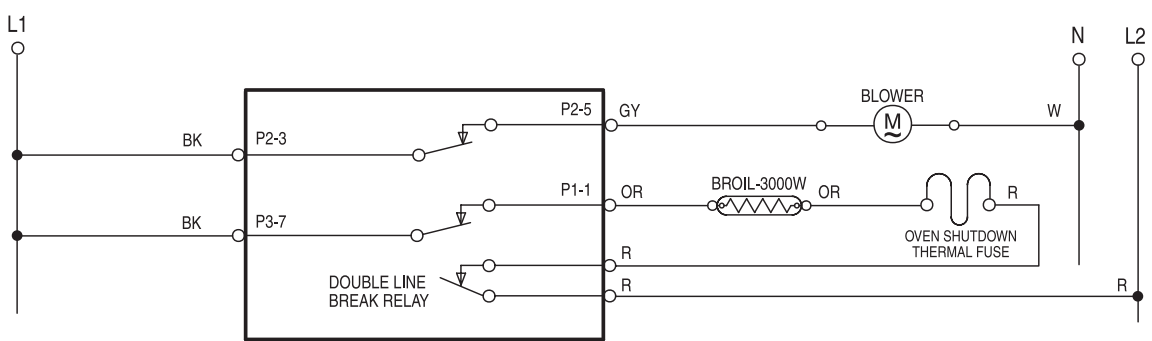 L1
N
L2
BLOWER
P2-5
GY
W
BK
P2-3
M
~
P1-1
OR
BROIL-3000W
OR
R
BK
P3-7
OVEN SHUTDOWN
THERMAL FUSE
R
DOUBLE LINE
BREAK RELAY
R
R